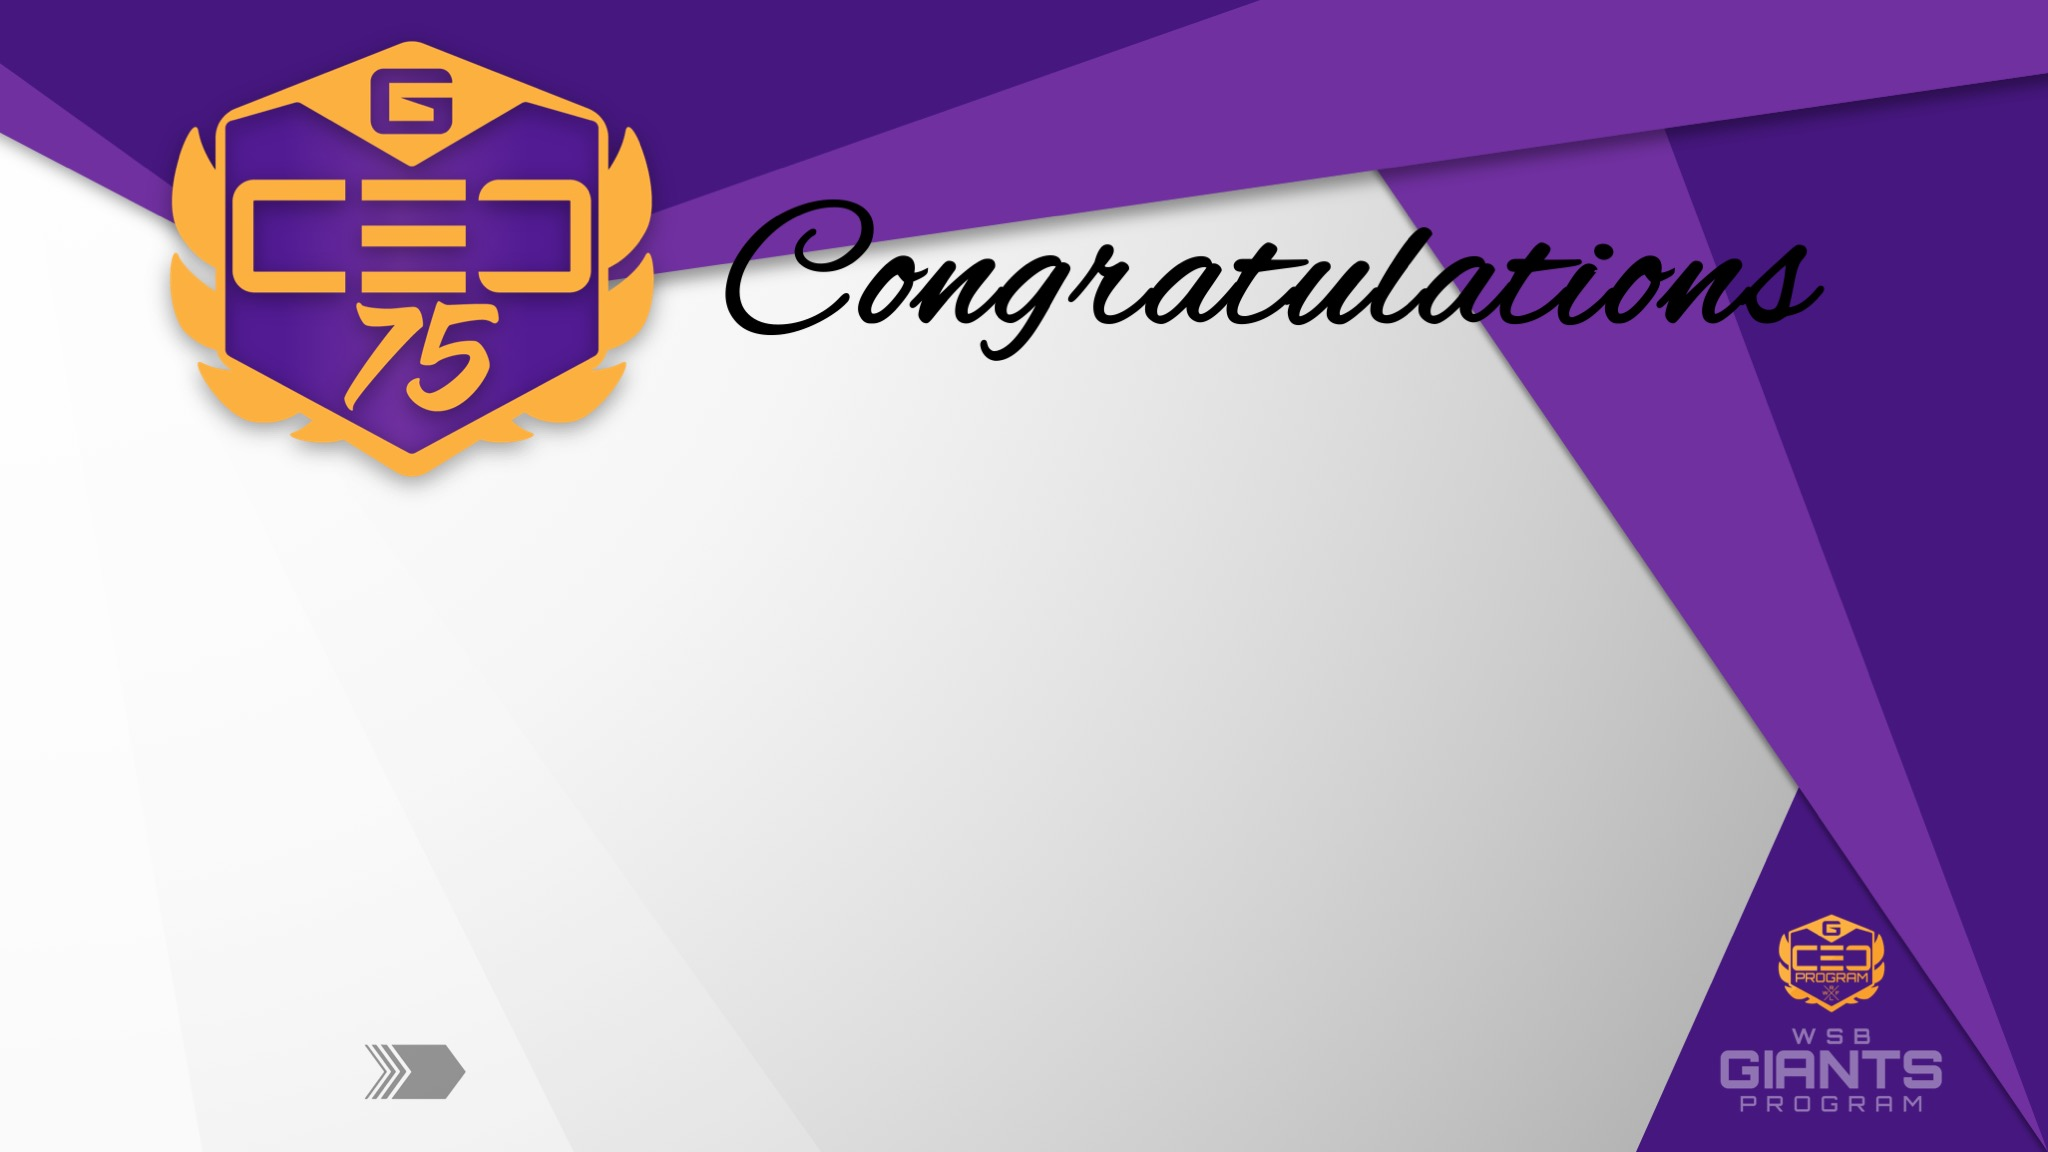 G
CEO
75
Congratulations
G
CEO
PROGRAM
WSB
GIANTS
PROGRAM